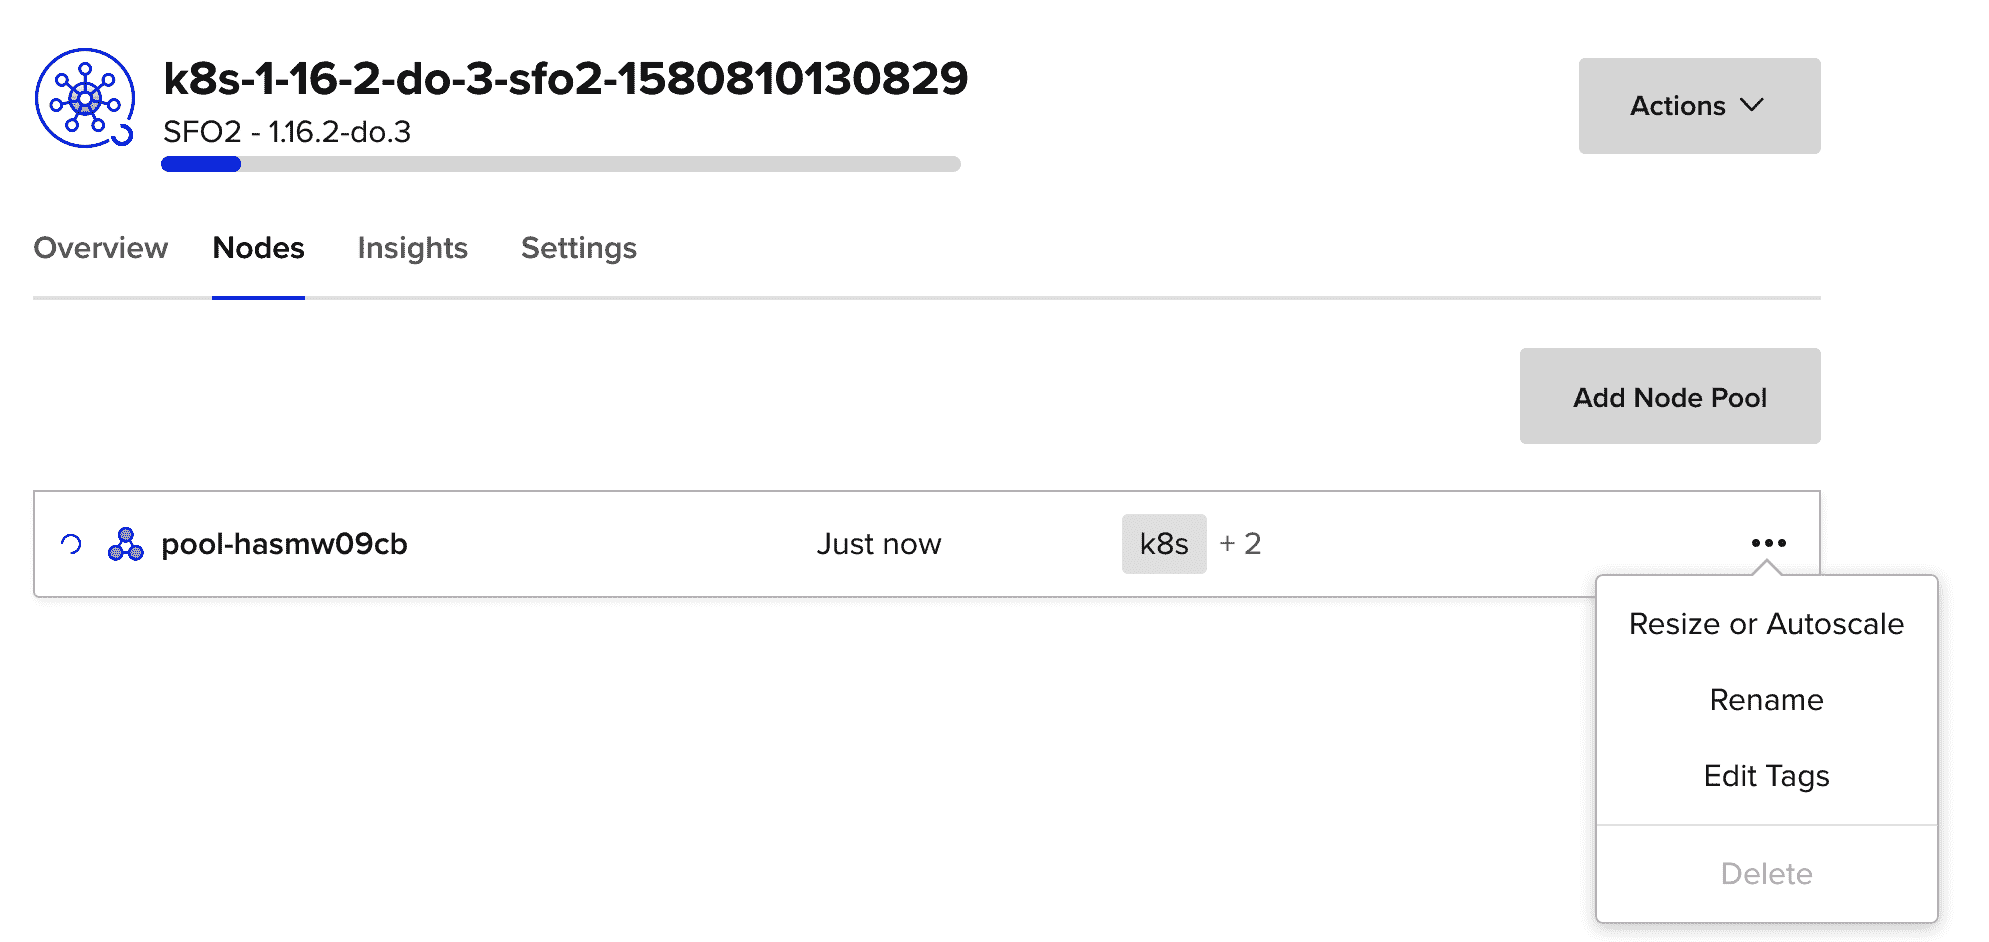 k8s-1-16-2-do-3-sfo2-1580810130829
SFO2 - 1.16.2-do.3
Actions
Overview Nodes Insights Settings
Add Node Pool
pool-hasmw09cb Just now k8s + 2
Resize or Autoscale
Rename
Edit Tags
Delete